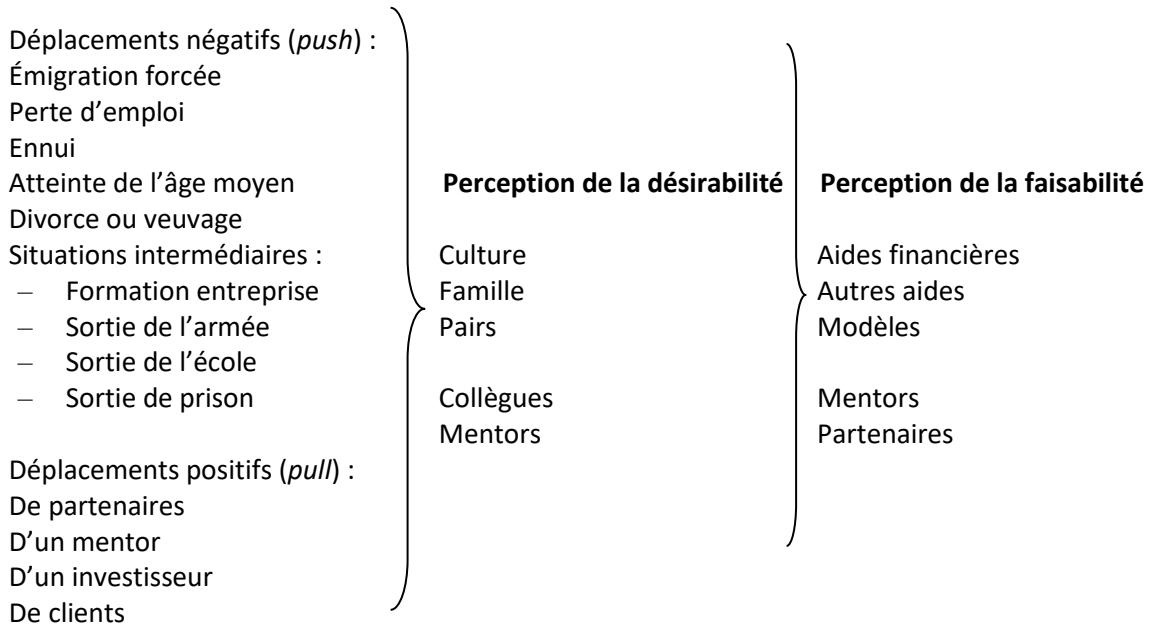 Déplacements négatifs (push) :
Émigration forcée
Perte d’emploi
Ennui
Atteinte de l’âge moyen
Divorce ou veuvage
Situations intermédiaires :
– Formation entreprise
– Sortie de l’armée
– Sortie de l’école
– Sortie de prison
Déplacements positifs (pull) :
De partenaires
D’un mentor
D’un investisseur
De clients
Perception de la désirabilité
Culture
Famille
Pairs
Collègues
Mentors
Perception de la faisabilité
Aides financières
Autres aides
Modèles
Mentors
Partenaires